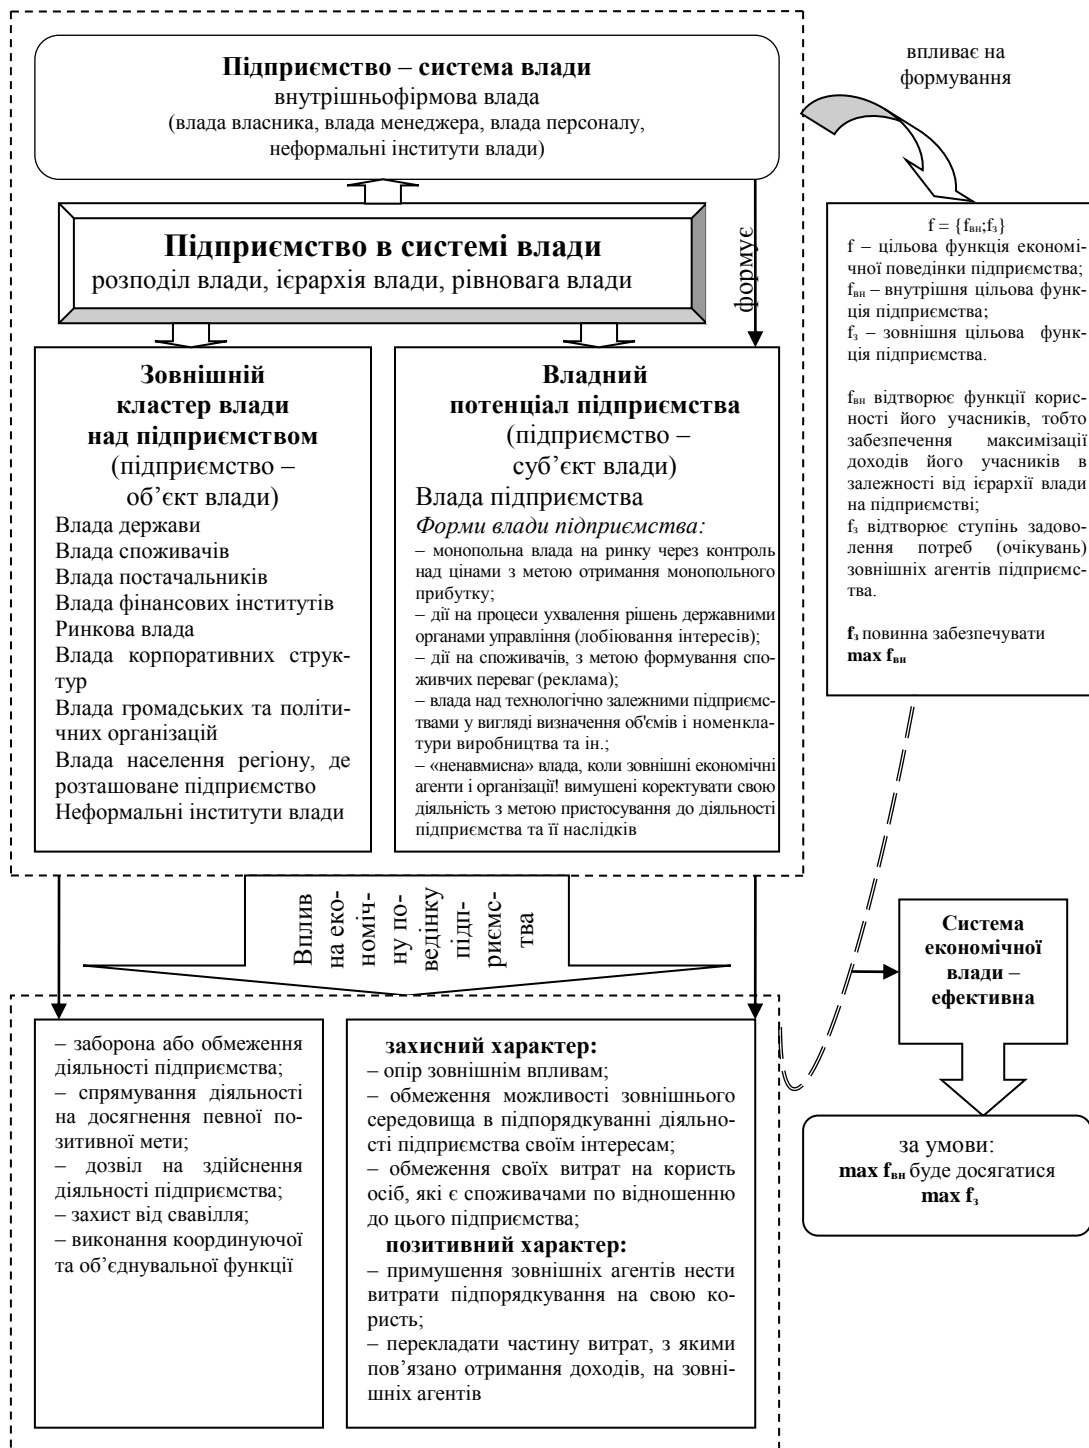 Підприємство – система влади
внутрішньофірмова влада
(влада власника, влада менеджера, влада персоналу,
неформальні інститути влади)
впливає на
формування
Підприємство в системі влади
розподіл влади, ієрархія влади, рівновага влади
формує
f = {fвн;fз}
f – цільова функція економі-
чної поведінки підприємства;
fвн – внутрішня цільова функ-
ція підприємства;
fз – зовнішня цільова функ-
ція підприємства.
fвн відтворює функції корис-
ності його учасників, тобто
забезпечення максимізації
доходів його учасників в
залежності від ієрархії влади
на підприємстві;
fз відтворює ступінь задово-
лення потреб (очікувань)
зовнішніх агентів підприємс-
тва.
fз повинна забезпечувати
max fвн
Зовнішній
кластер влади
над підприємством
(підприємство –
об’єкт влади)
Влада держави
Влада споживачів
Влада постачальників
Влада фінансових інститутів
Ринкова влада
Влада корпоративних струк-
тур
Влада громадських та políти-
чних організацій
Влада населення регіону, де
розташоване підприємство
Неформальні інститути влади
Владний
потенціал підприємства
(підприємство –
суб’єкт влади)
Влада підприємства
Форми влади підприємства:
– монопольна влада на ринку через контроль
над цінами з метою отримання монопольного
прибутку;
– дії на процеси ухвалення рішень державними
органами управління (лобіювання інтересів);
– дії на споживачів, з метою формування спо-
живчих переваг (реклама);
– влада над технологічно залежними підприємс-
твами у вигляді визначення об'ємів і номенкла-
тури виробництва та ін.;
– «ненавмисна» влада, коли зовнішні економічні
агенти і організації! вимушені коректувати свою
діяльність з метою пристосування до діяльності
підприємства та її наслідків
Вплив
на еко-
номіч-
ну по-
ведінку
підп-
риємс-
тва
Система
економічної
влади –
ефективна
– заборона або обмеження
діяльності підприємства;
– спрямування діяльності
на досягнення певної по-
зитивної мети;
– дозвіл на здійснення
діяльності підприємства;
– захист від свавілля;
– виконання координуючої
та об’єднувальної функції
захисний характер:
– опір зовнішнім впливам;
– обмеження можливості зовнішнього
середовища в підпорядкуванні діяльно-
сті підприємства своїм інтересам;
– обмеження своїх витрат на користь
осіб, які є споживачами по відношенню
до цього підприємства;
позитивний характер:
– примушення зовнішніх агентів нести
витрати підпорядкування на свою ко-
ристь;
– перекладати частину витрат, з якими
пов’язано отримання доходів, на зовні-
шніх агентів
за умови:
max fвн буде досягатися
max fз